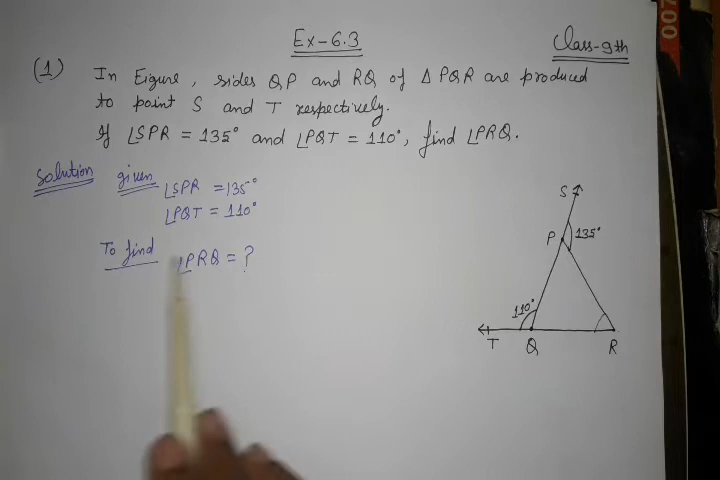 Ex-6.3
Class-9th
(1) In Eigure, sides QP and RQ of Δ PQR are produced
to point S and T respectively.
If ∠SPR = 135° and ∠PQT = 110°, find ∠PRQ.
Solution given ∠SPR = 135°
∠PQT = 110°
To find ∠PRQ = ?
S
P 135°
110°
T Q R
007